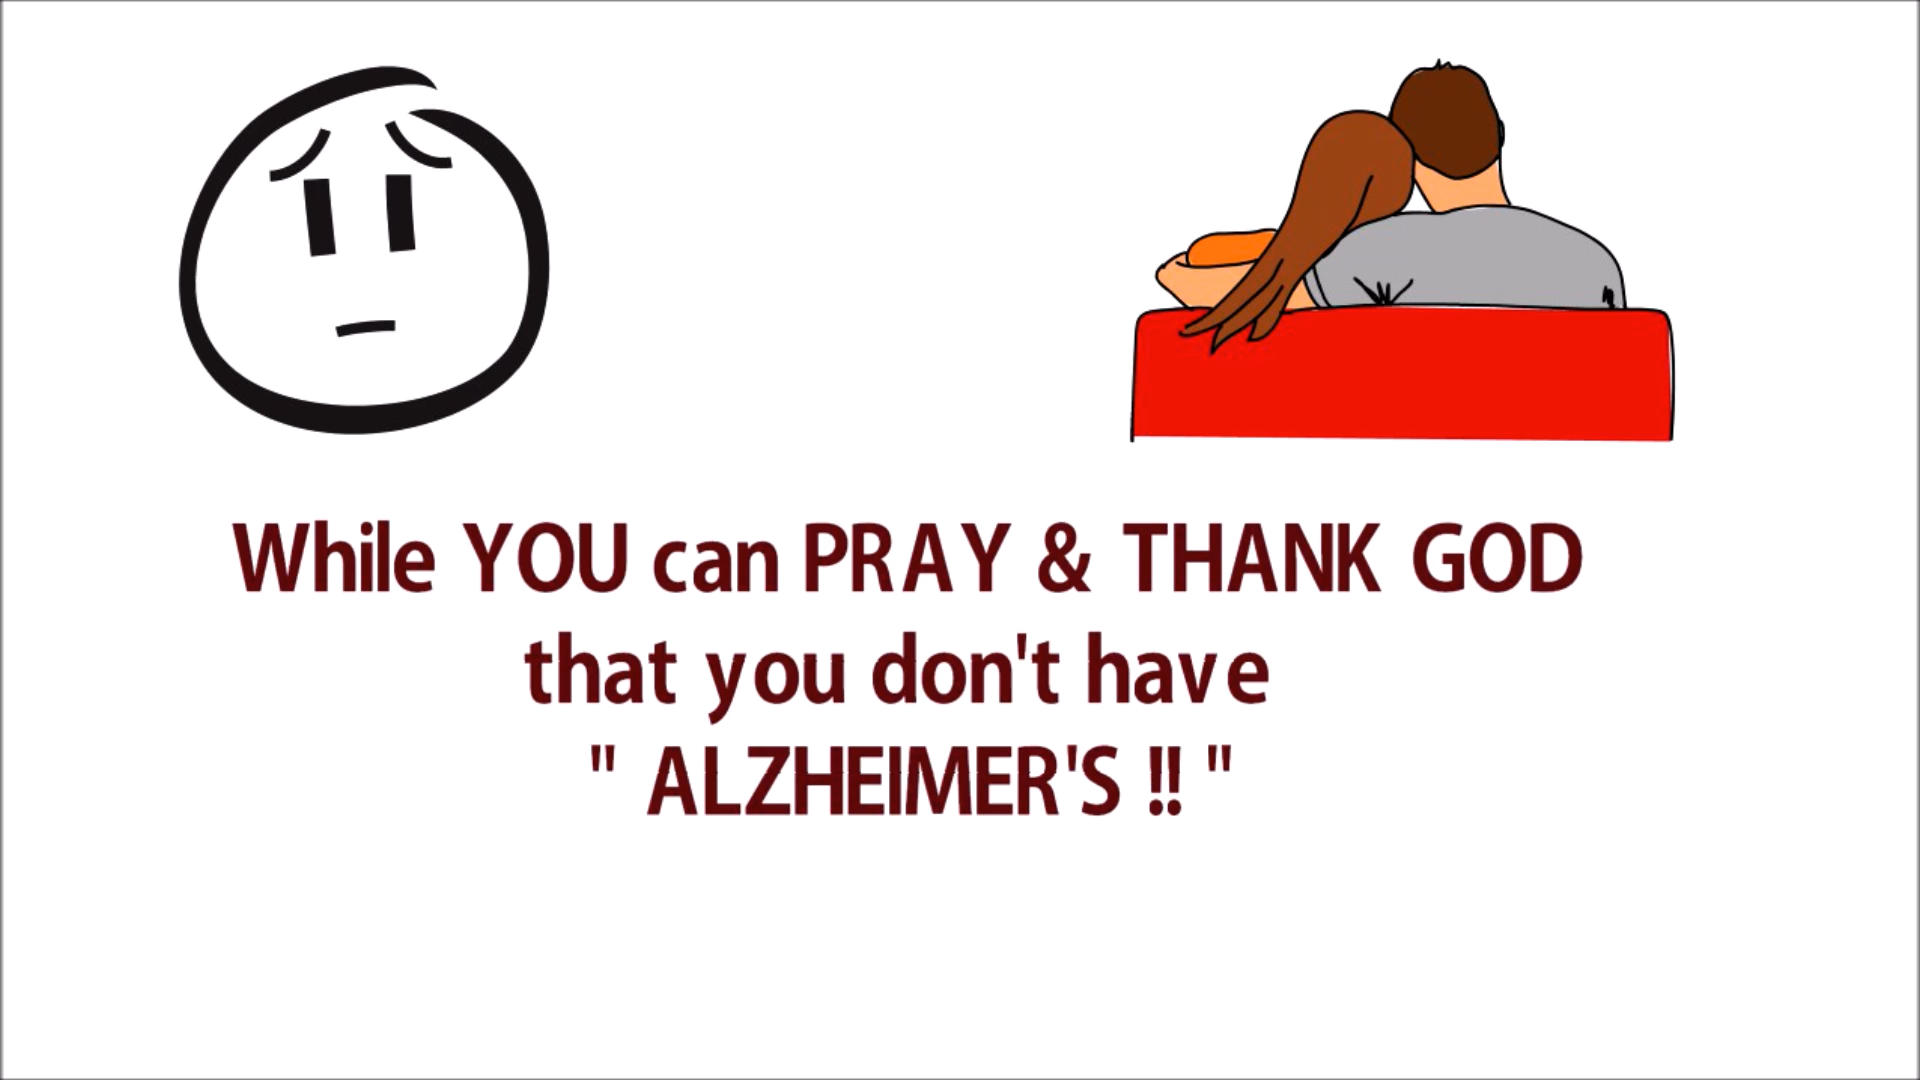 While YOU can PRAY & THANK GOD
that you don't have
" ALZHEIMER'S !! "